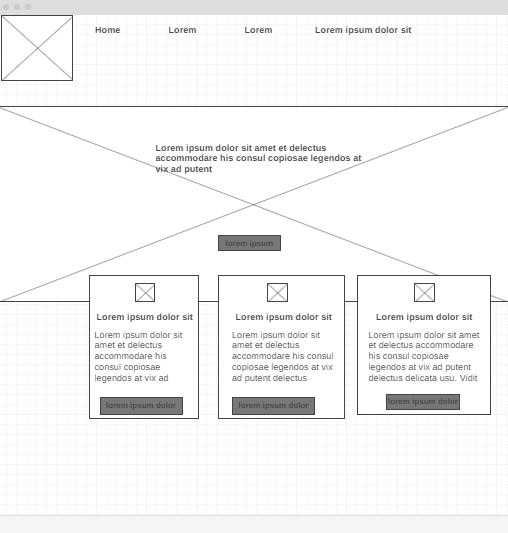 Home
Lorem
Lorem
Lorem ipsum dolor sit
Lorem ipsum dolor sit amet et delectus
accommodare his consul copiosae legendos at
vix ad putent
lorem ipsum
Lorem ipsum dolor sit
Lorem ipsum dolor sit
amet et delectus
accommodare his
consul copiosae
legendos at vix ad
lorem ipsum dolor
Lorem ipsum dolor sit
Lorem ipsum dolor sit
amet et delectus
accommodare his consul
copiosae legendos at vix
ad putent delectus
lorem ipsum dolor
Lorem ipsum dolor sit
Lorem ipsum dolor sit amet
et delectus accommodare
his consul copiosae
legendos at vix ad putent
delectus delicata usu. Vidit
lorem ipsum dolor